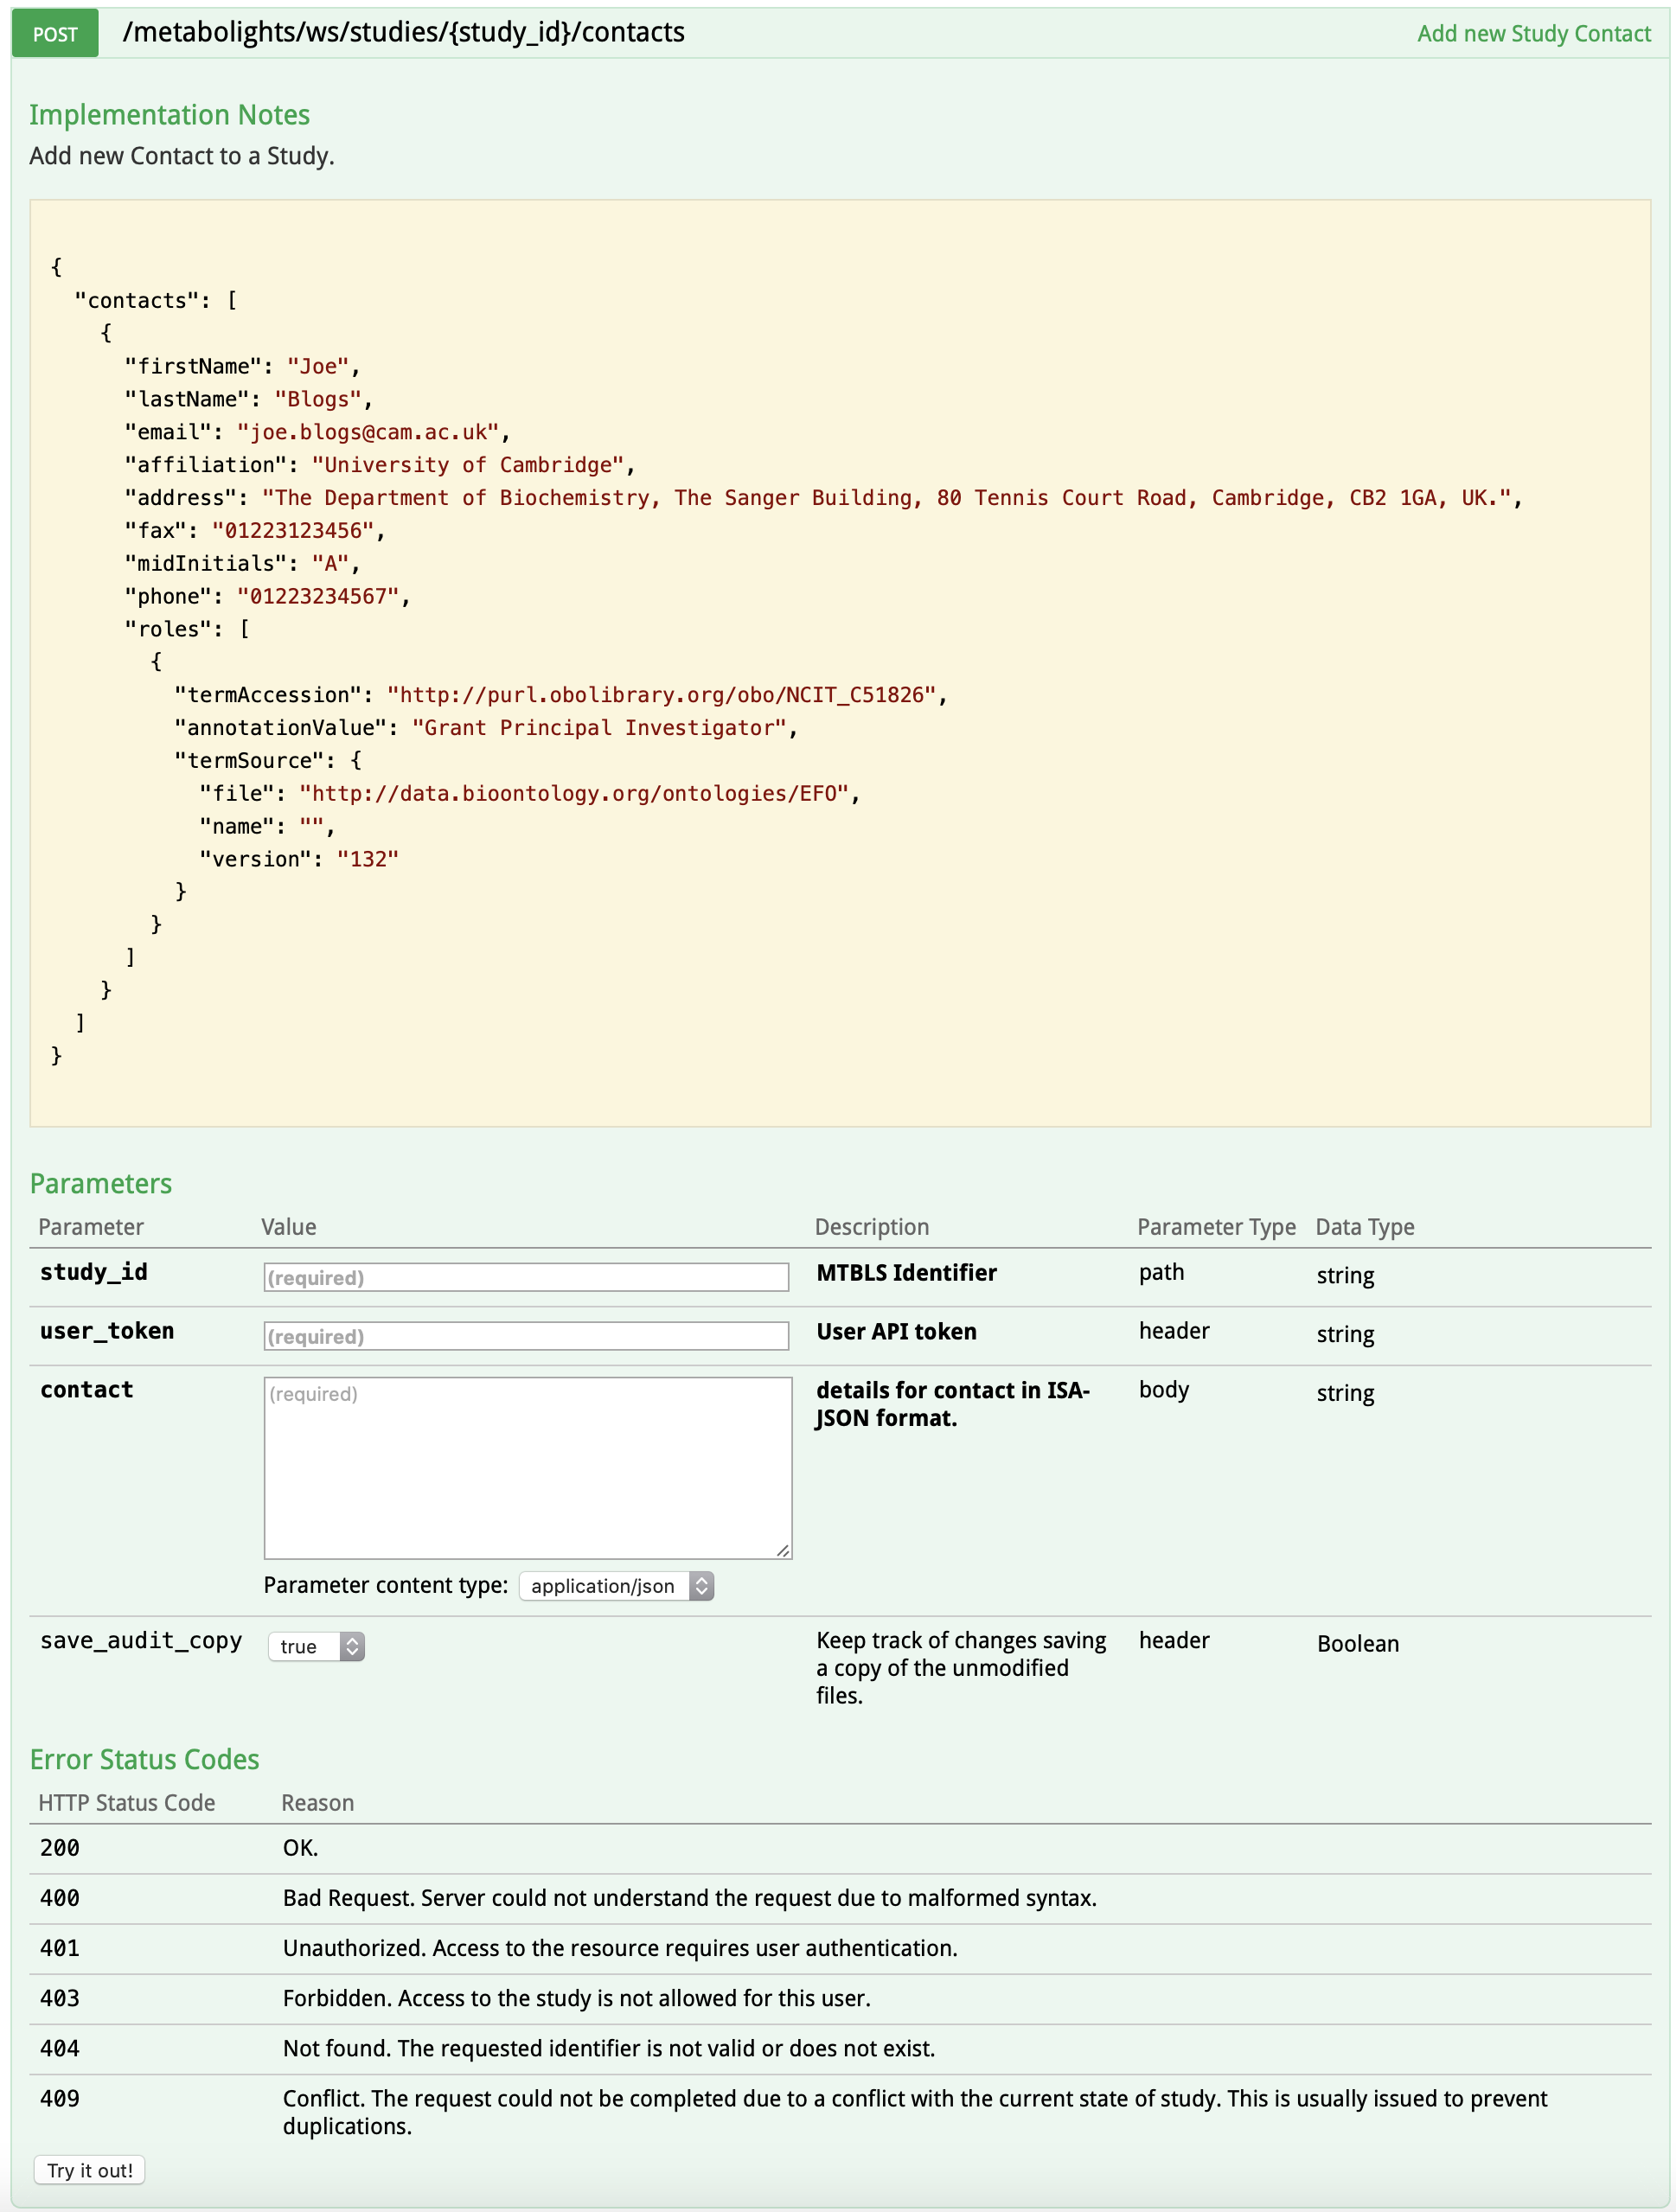 POST /metabolights/ws/studies/{study_id}/contacts Add new Study Contact
Implementation Notes
Add new Contact to a Study.
{
  "contacts": [
    {
      "firstName": "Joe",
      "lastName": "Blogs",
      "email": "joe.blogs@cam.ac.uk",
      "affiliation": "University of Cambridge",
      "address": "The Department of Biochemistry, The Sanger Building, 80 Tennis Court Road, Cambridge, CB2 1GA, UK.",
      "fax": "01223123456",
      "midInitials": "A",
      "phone": "01223234567",
      "roles": [
        {
          "termAccession": "http://purl.obolibrary.org/obo/NCIT_C51826",
          "annotationValue": "Grant Principal Investigator",
          "termSource": {
            "file": "http://data.bioontology.org/ontologies/EFO",
            "name": "",
            "version": "132"
          }
        }
      ]
    }
  ]
}
Parameters
Parameter Value Description Parameter Type Data Type
study_id (required) MTBLS Identifier path string
user_token (required) User API token header string
contact (required) details for contact in ISA- body string
JSON format.
Parameter content type: application/json
save_audit_copy true Keep track of changes saving header Boolean
a copy of the unmodified
files.
Error Status Codes
HTTP Status Code Reason
200 OK.
400 Bad Request. Server could not understand the request due to malformed syntax.
401 Unauthorized. Access to the resource requires user authentication.
403 Forbidden. Access to the study is not allowed for this user.
404 Not found. The requested identifier is not valid or does not exist.
409 Conflict. The request could not be completed due to a conflict with the current state of study. This is usually issued to prevent
duplications.
Try it out!